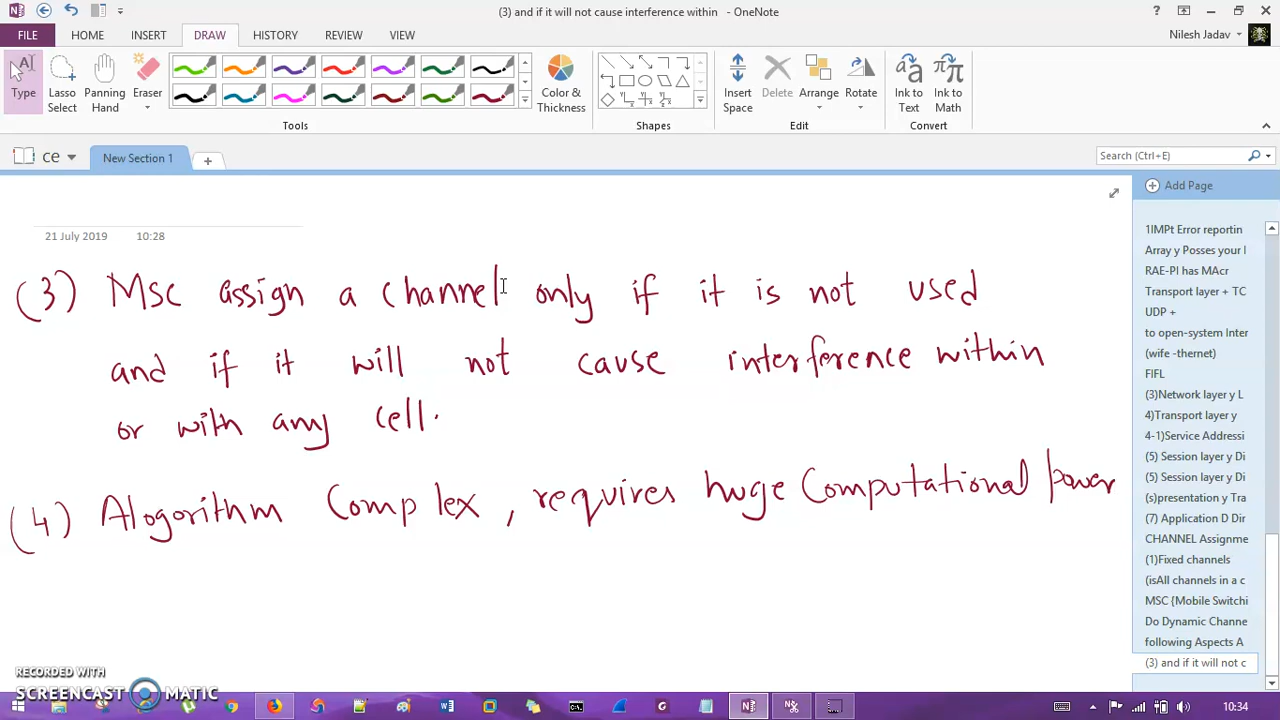 (3) and if it will not cause interference within - OneNote
FILE HOME INSERT DRAW HISTORY REVIEW VIEW
Nilesh Jadav
Type
Lasso Select
Panning Hand
Eraser
Color & Thickness
Insert Space
Delete
Arrange
Rotate
Ink to Text
Ink to Math
Tools
Shapes
Edit
Convert
ce
New Section 1
Search (Ctrl+E)
Add Page
21 July 2019 10:28
(3) MSC assign a channel only if it is not used
and if it will not cause interference within
or with any cell.
(4) Alogorithm Complex, requires huge Computational power
1IMPt Error reportin
Array y Posses your l
RAE-PI has MAcr
Transport layer + TC
UDP +
to open-system Inter
(wife -thernet)
FIFL
(3)Network layer y L
4)Transport layer y
4-1)Service Addressi
(5) Session layer y Di
(5) Session layer y Di
(s)presentation y Tra
(7) Application D Dir
CHANNEL Assignme
(1)Fixed channels
(isAll channels in a c
MSC {Mobile Switchi
Do Dynamic Channe
following Aspects A
(3) and if it will not c
RECORDED WITH
SCREENCAST MATIC
10:34